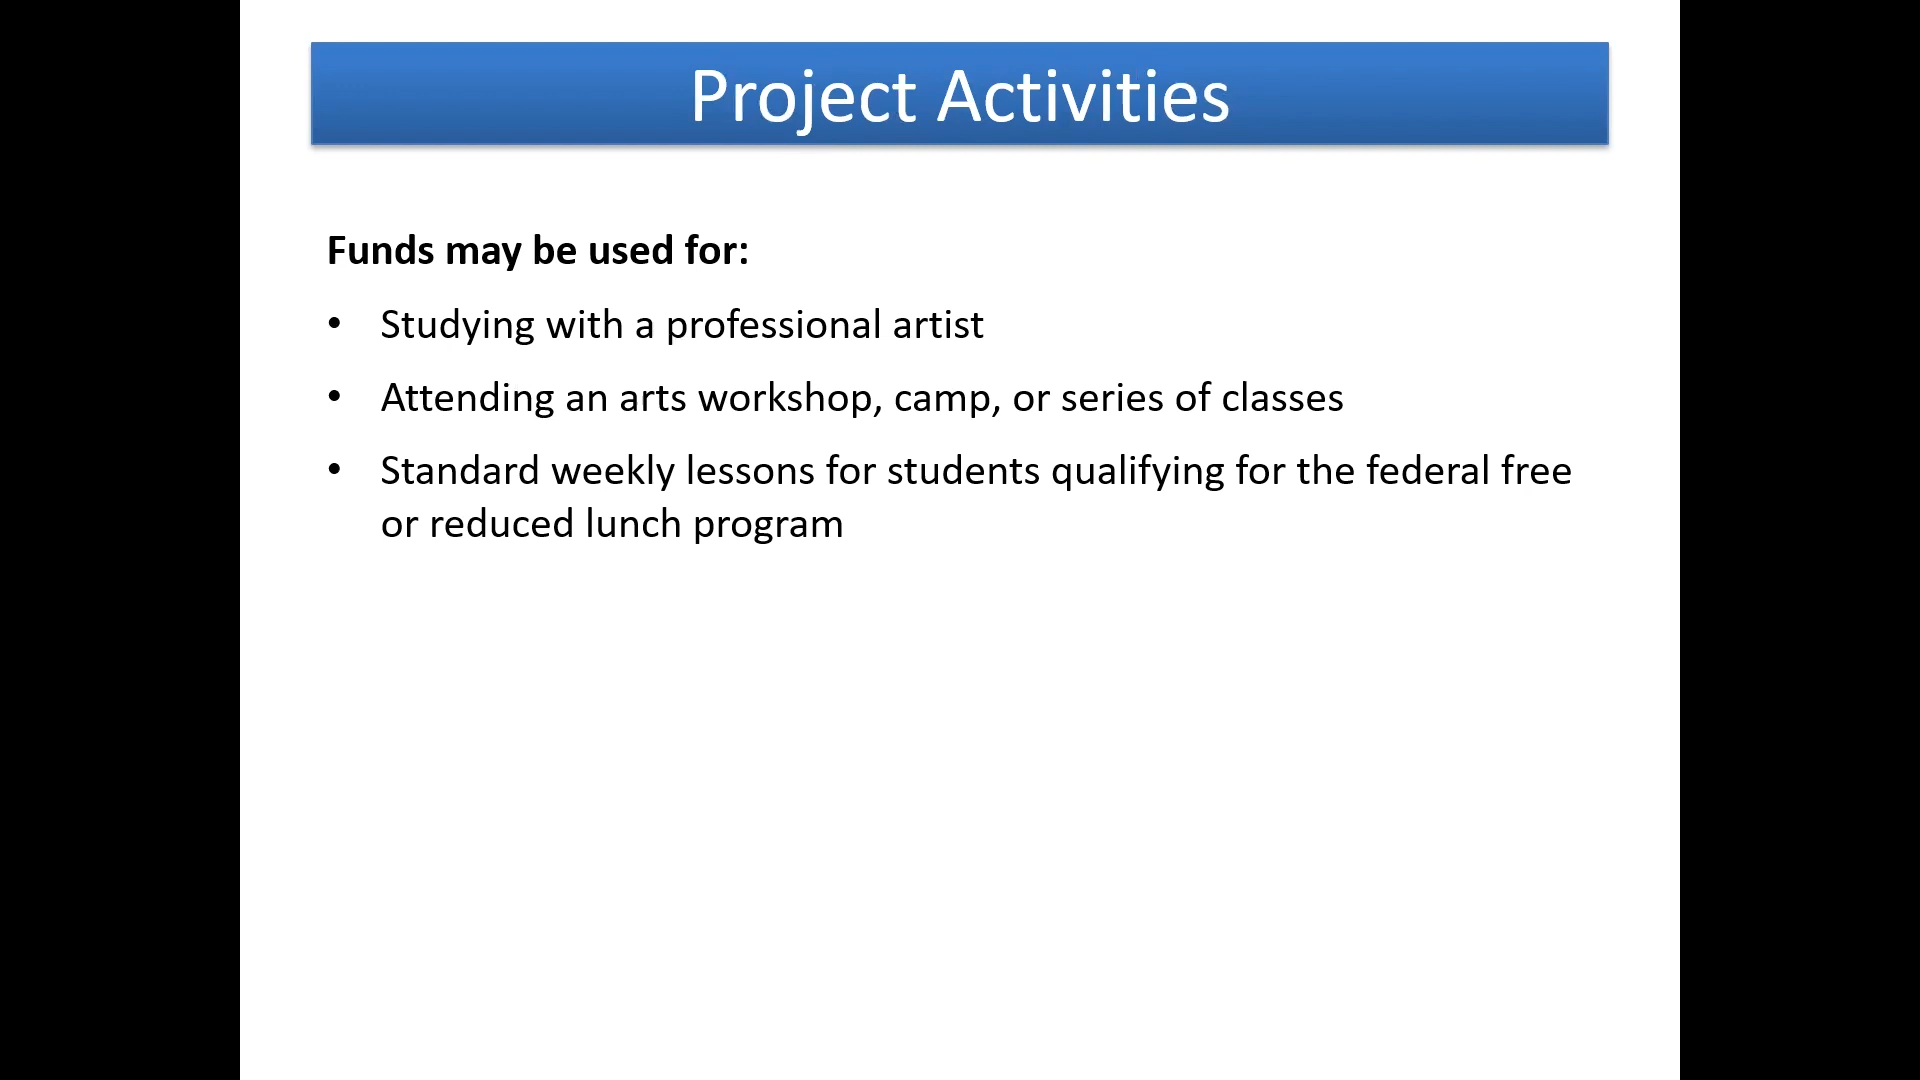 Project Activities
Funds may be used for:
• Studying with a professional artist
• Attending an arts workshop, camp, or series of classes
• Standard weekly lessons for students qualifying for the federal free
or reduced lunch program